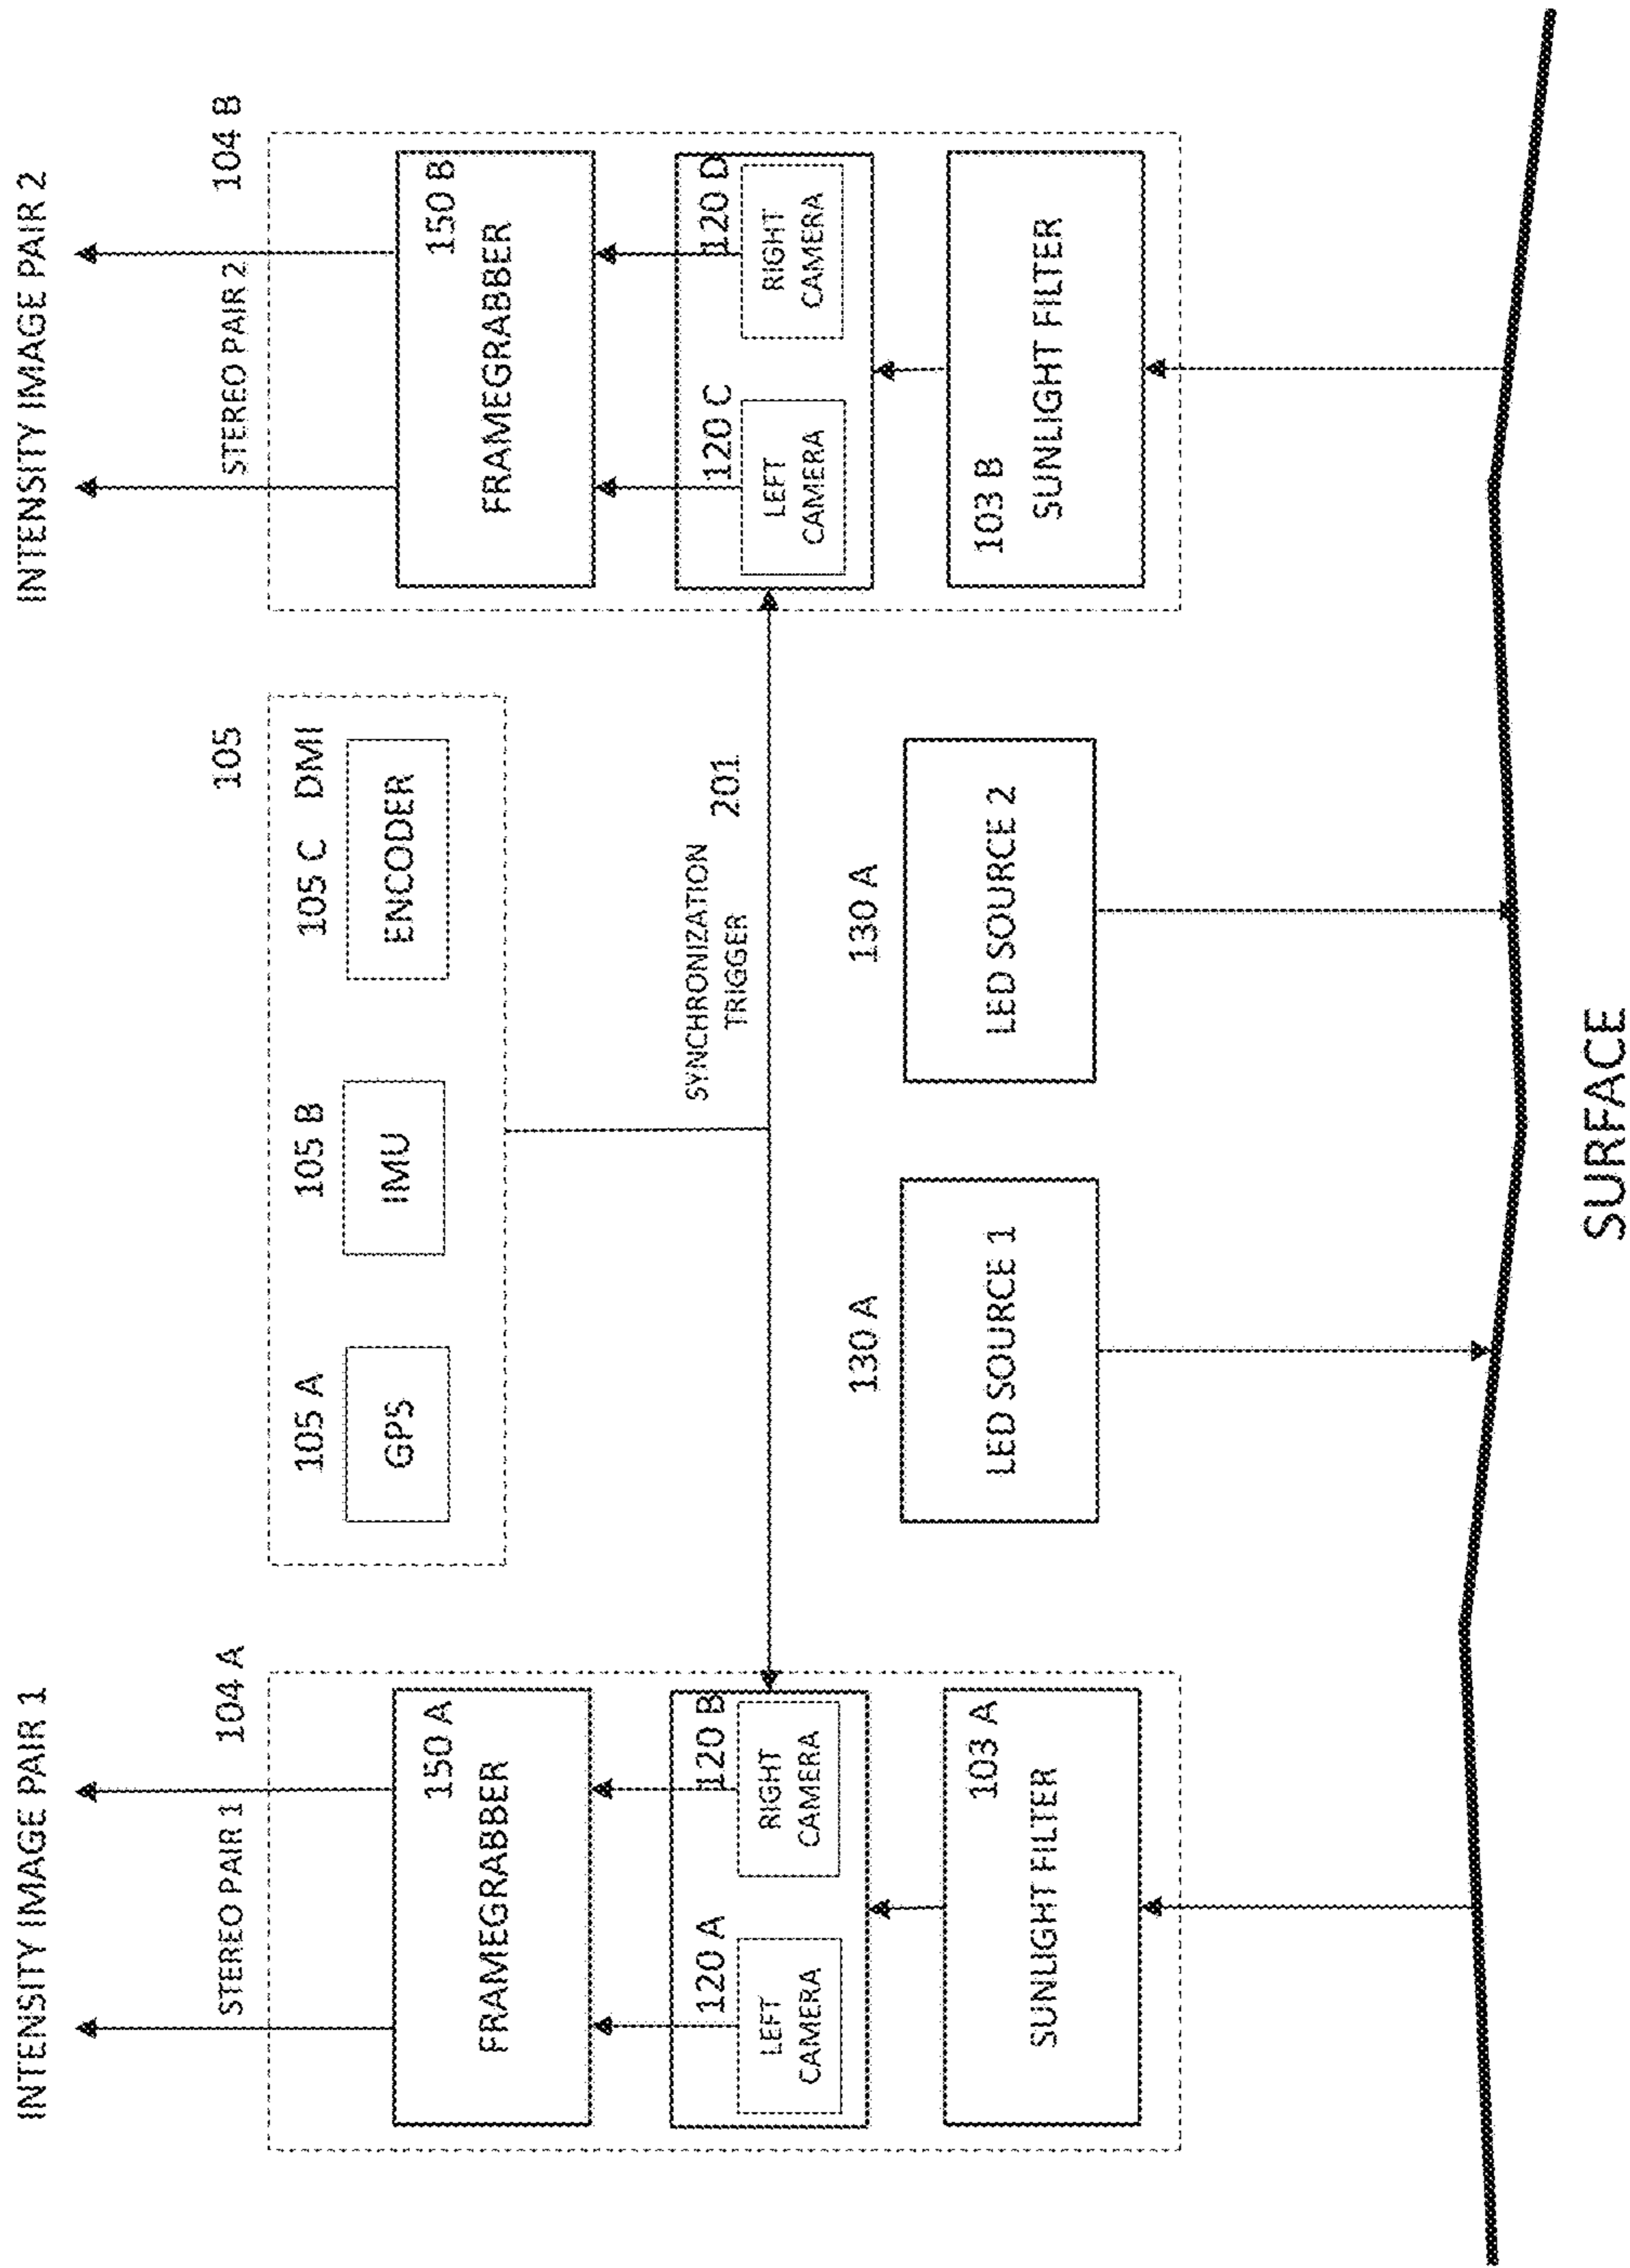 INTENSITY IMAGE PAIR 1
INTENSITY IMAGE PAIR 2
STEREO PAIR 1
104 A
105
STEREO PAIR 2
104 B
105 A
105 B
105 C DMI
GPS
IMU
ENCODER
150 A
FRAMEGRABBER
150 B
FRAMEGRABBER
120 A
120 B
LEFT
CAMERA
RIGHT
CAMERA
SYNCHRONIZATION
TRIGGER
201
120 C
120 D
LEFT
CAMERA
RIGHT
CAMERA
103 A
SUNLIGHT FILTER
130 A
LED SOURCE 1
130 A
LED SOURCE 2
103 B
SUNLIGHT FILTER
SURFACE